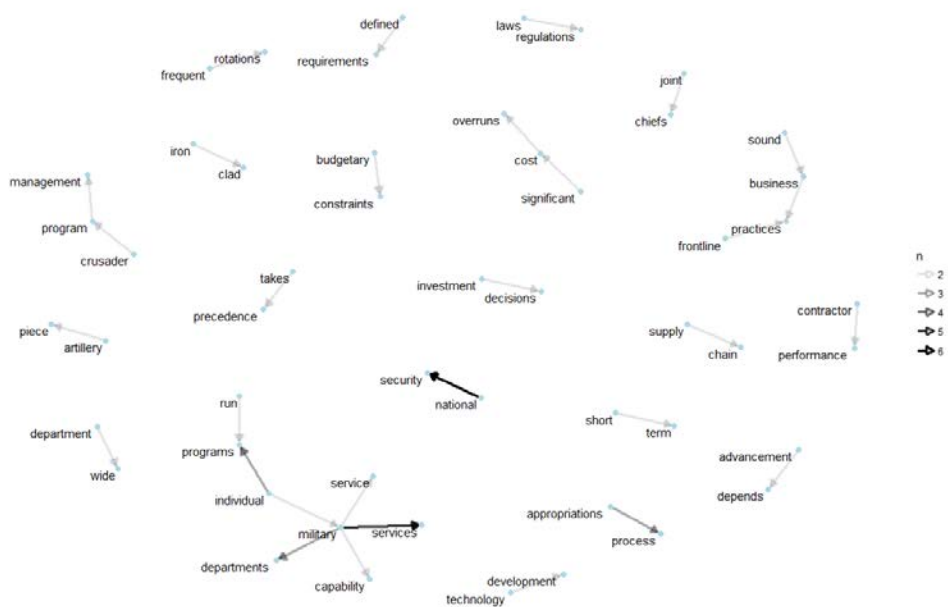 defined
laws
regulations
rotations
requirements
frequent
joint
chiefs
overruns
sound
iron
budgetary
cost
clad
management
business
constraints
significant
program
practices
frontline
crusader
takes
investment
decisions
n
2
3
4
5
6
precedence
contractor
piece
supply
artillery
chain
performance
security
run
national
short
department
term
programs
advancement
wide
service
individual
depends
appropriations
military
services
process
departments
capability
development
technology